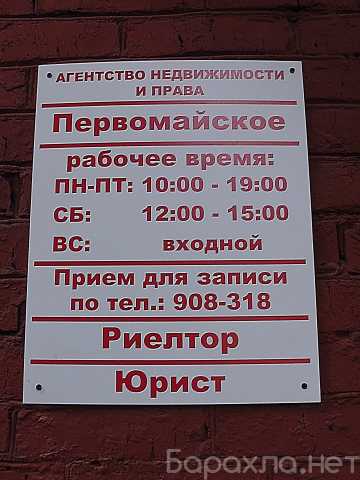 АГЕНТСТВО НЕДВИЖИМОСТИ
И ПРАВА
Первомайское
рабочее время:
ПН-ПТ: 10:00 - 19:00
СБ: 12:00 - 15:00
ВС: входной
Прием для записи
по тел.: 908-318
Риелтор
Юрист
Барахла.нет